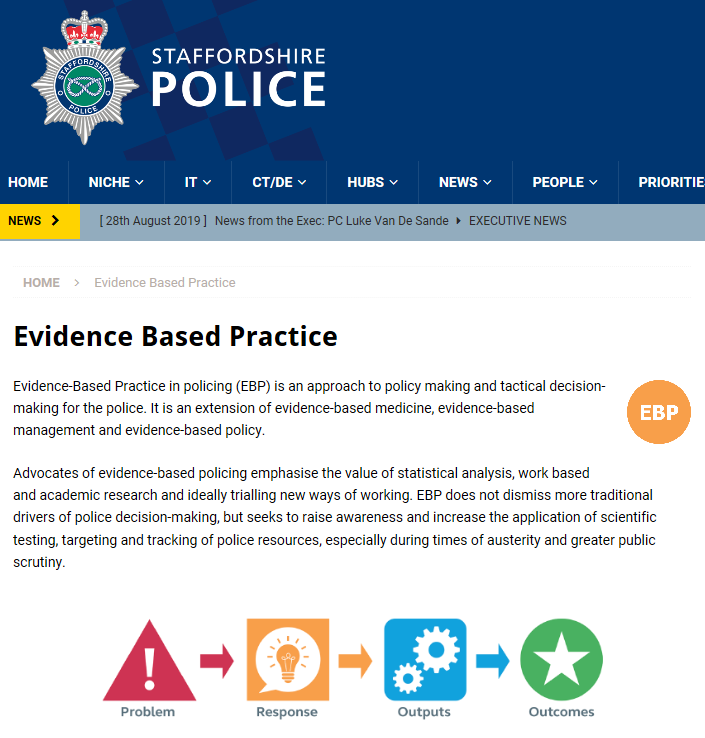 STAFFORDSHIRE
POLICE
STAFFORDSHIRE
POLICE
HOME NICHE IT CT/DE HUBS NEWS PEOPLE PRIORITIE
NEWS [ 28th August 2019 ] News from the Exec: PC Luke Van De Sande EXECUTIVE NEWS
HOME > Evidence Based Practice
Evidence Based Practice
Evidence-Based Practice in policing (EBP) is an approach to policy making and tactical decision-
making for the police. It is an extension of evidence-based medicine, evidence-based
management and evidence-based policy.
EBP
Advocates of evidence-based policing emphasise the value of statistical analysis, work based
and academic research and ideally trialling new ways of working. EBP does not dismiss more traditional
drivers of police decision-making, but seeks to raise awareness and increase the application of scientific
testing, targeting and tracking of police resources, especially during times of austerity and greater public
scrutiny.
Problem Response Outputs Outcomes